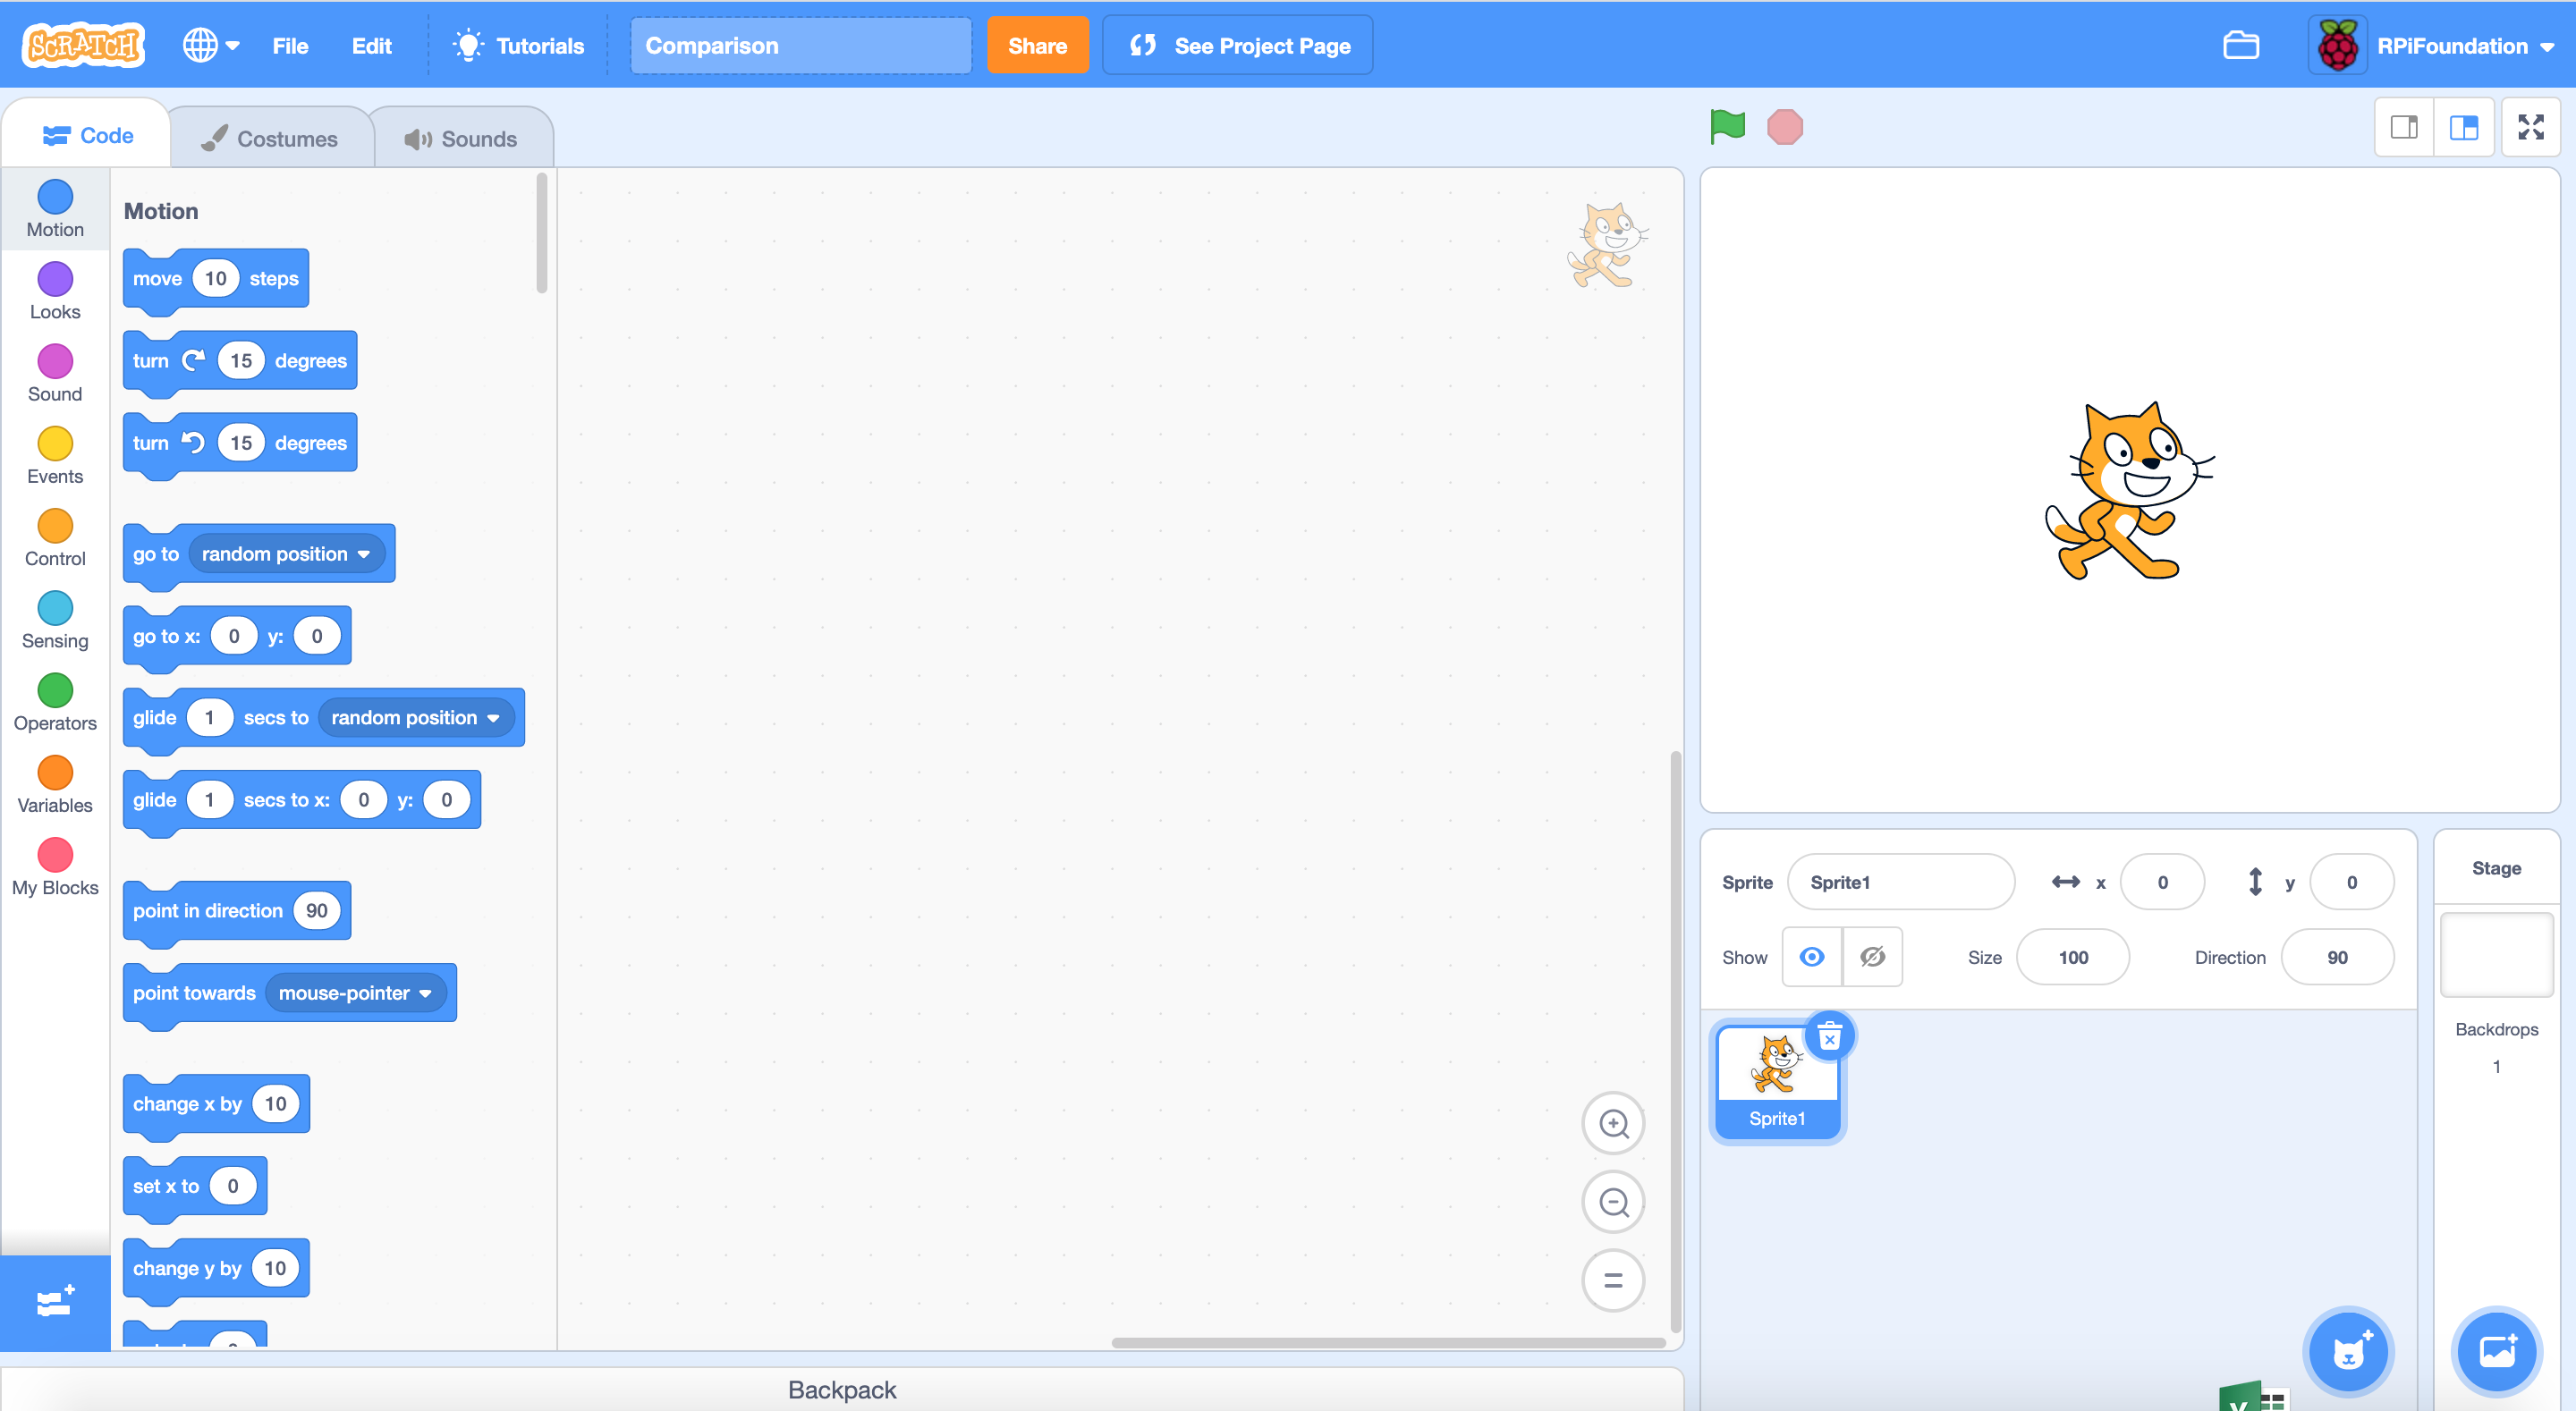 SCRATCH File Edit Tutorials Comparison Share See Project Page RPiFoundation
Code Costumes Sounds
Motion
Looks
Sound
Events
Control
Sensing
Operators
Variables
My Blocks
Motion
move 10 steps
turn 15 degrees
turn 15 degrees
go to random position
go to x: 0 y: 0
glide 1 secs to random position
glide 1 secs to x: 0 y: 0
point in direction 90
point towards mouse-pointer
change x by 10
set x to 0
change y by 10
Backpack
Sprite Sprite1 x 0 y 0
Show Size 100 Direction 90
Sprite1
Stage
Backdrops
1